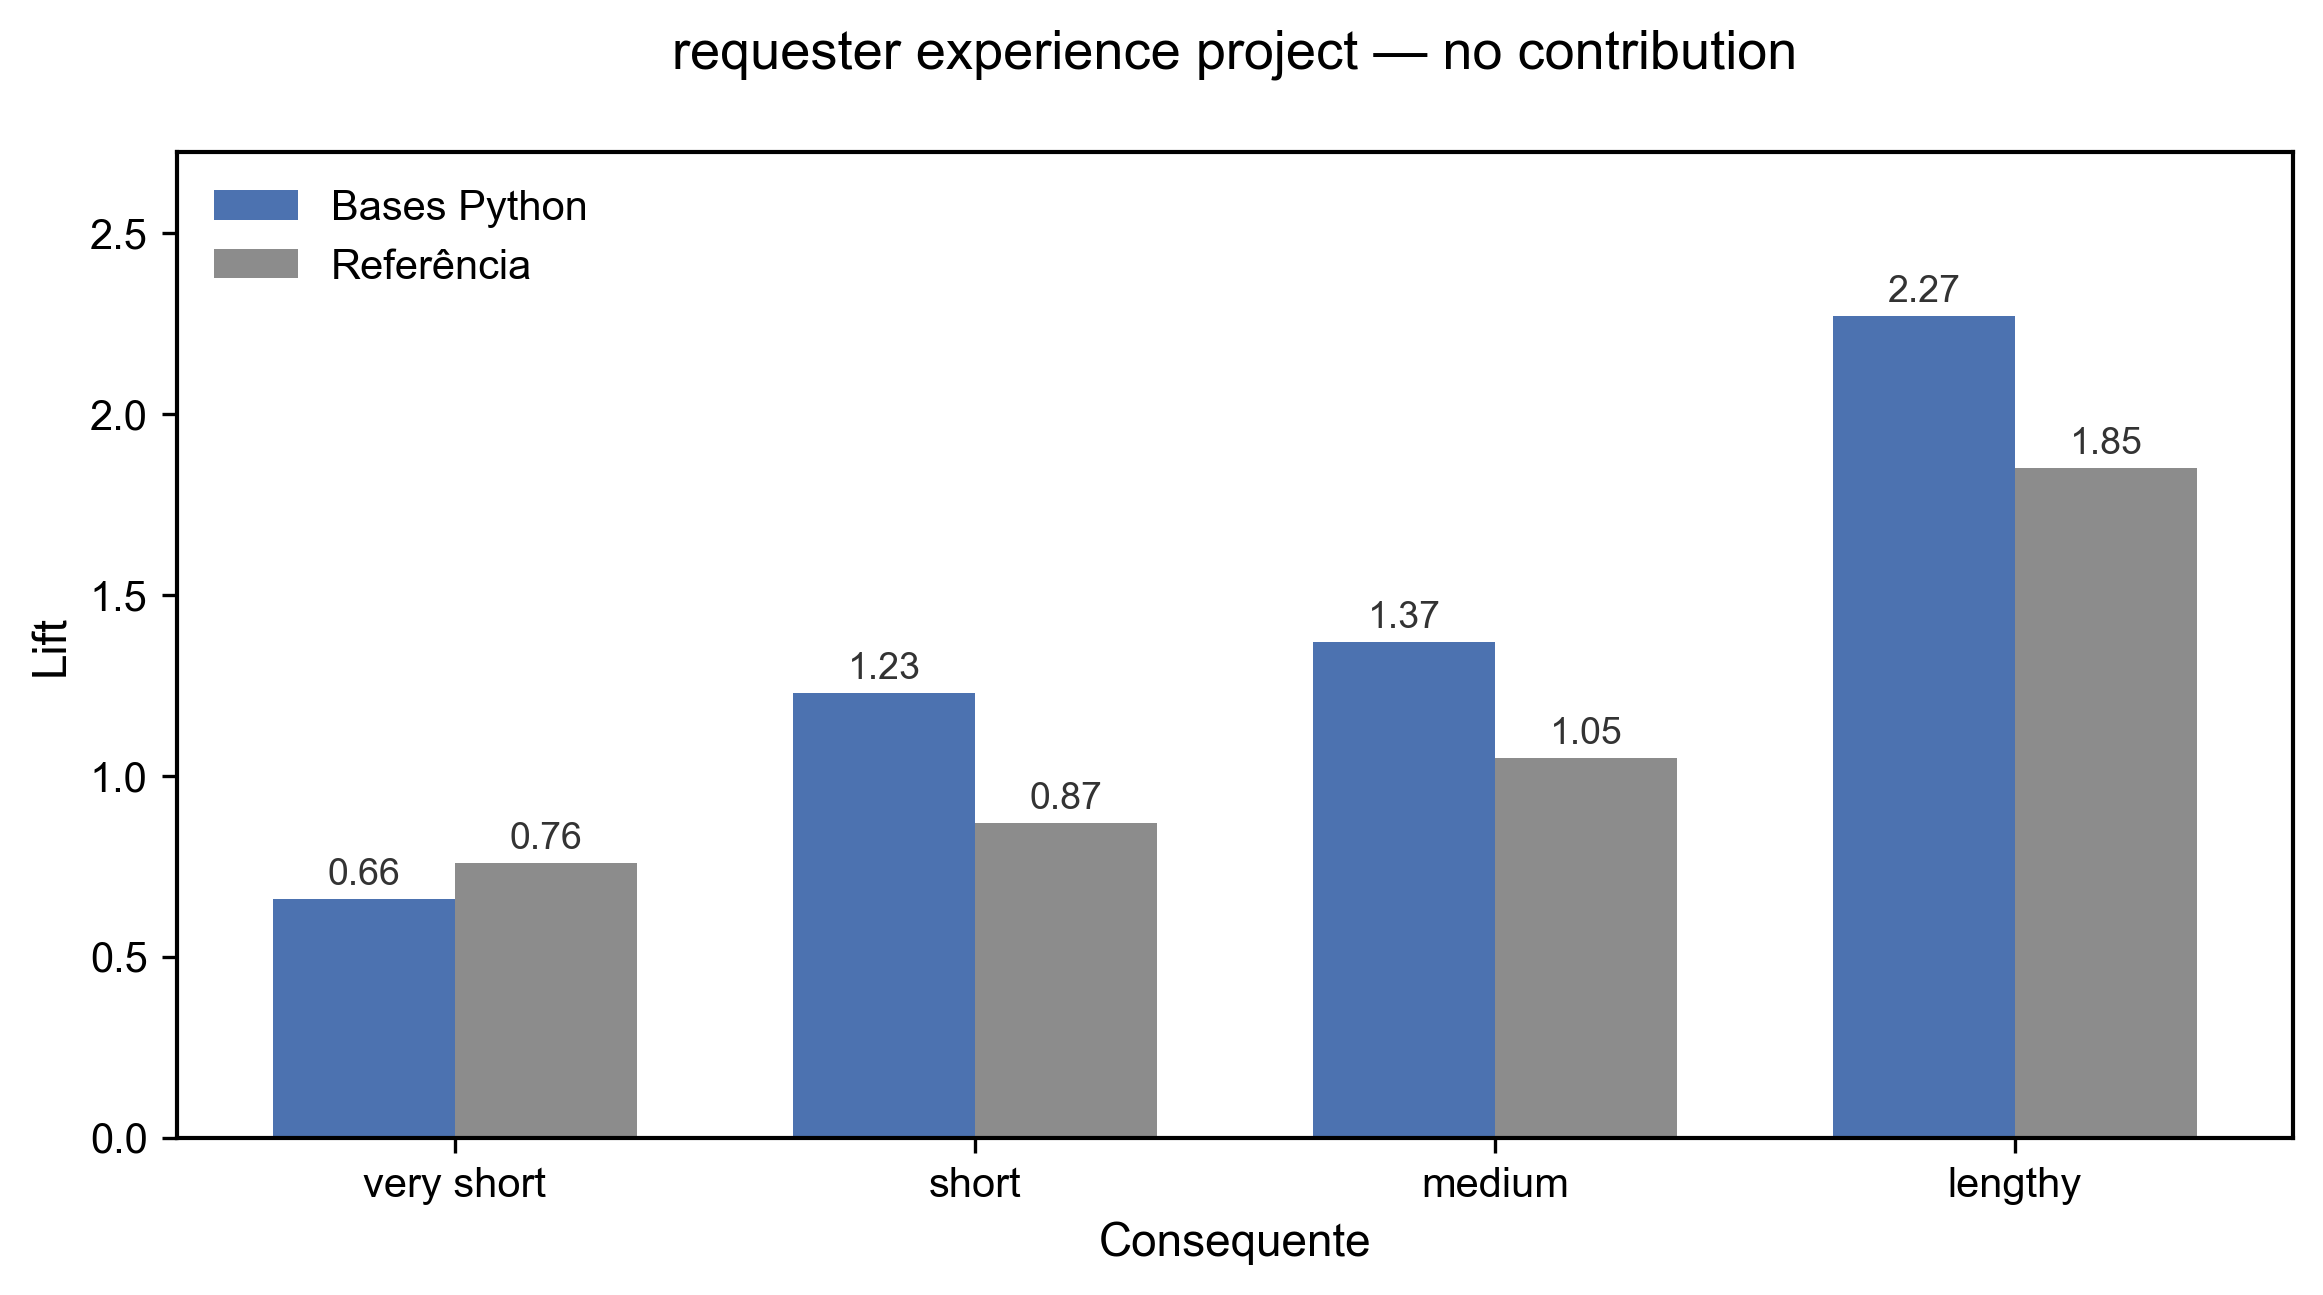 requester experience project — no contribution
Bases Python
Referência
2.5
2.0
1.5
1.0
0.5
0.0
Lift
0.66
0.76
1.23
0.87
1.37
1.05
2.27
1.85
very short
short
medium
lengthy
Consequente